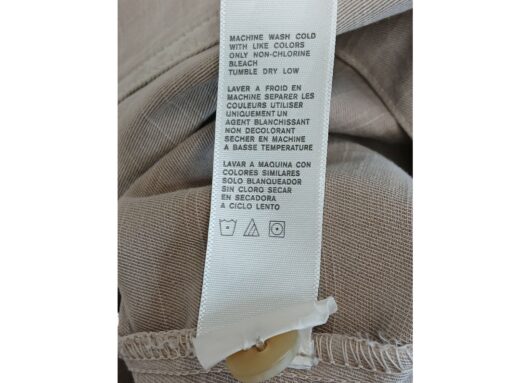 MACHINE WASH COLD
WITH LIKE COLORS
ONLY NON-CHLORINE
BLEACH
TUMBLE DRY LOW
LAVER A FROID EN
MACHINE SEPARER LES
COULEURS UTILISER
UNIQUEMENT UN
AGENT BLANCHISSANT
NON DECOLORANT
SECHER EN MACHINE
A BASSE TEMPERATURE
LAVAR A MAQUINA CON
COLORES SIMILARES
SOLO BLANQUEADOR
SIN CLORO SECAR
EN SECADORA
A CICLO LENTO